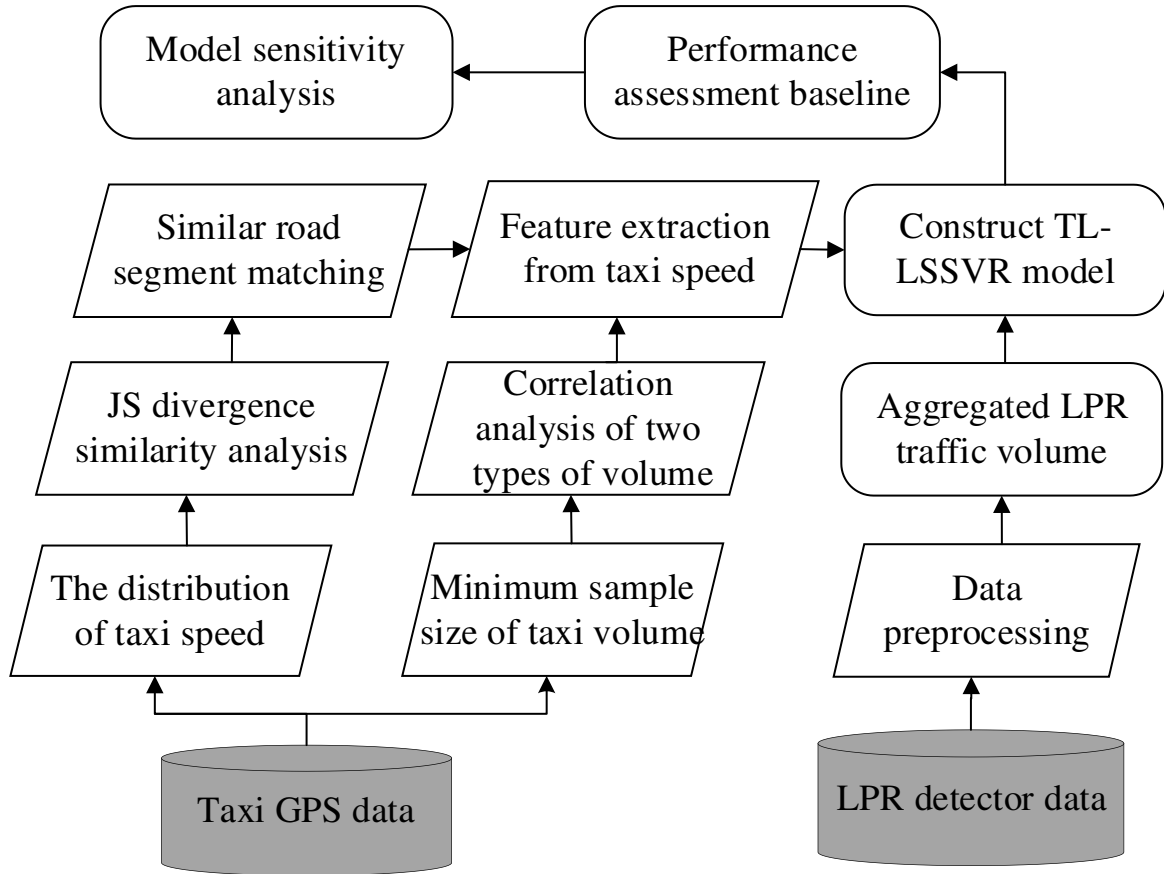 Model sensitivity
analysis
Performance
assessment baseline
Similar road
segment matching
Feature extraction
from taxi speed
Construct TL-
LSSVR model
JS divergence
similarity analysis
Correlation
analysis of two
types of volume
Aggregated LPR
traffic volume
The distribution
of taxi speed
Minimum sample
size of taxi volume
Data
preprocessing
Taxi GPS data
LPR detector data